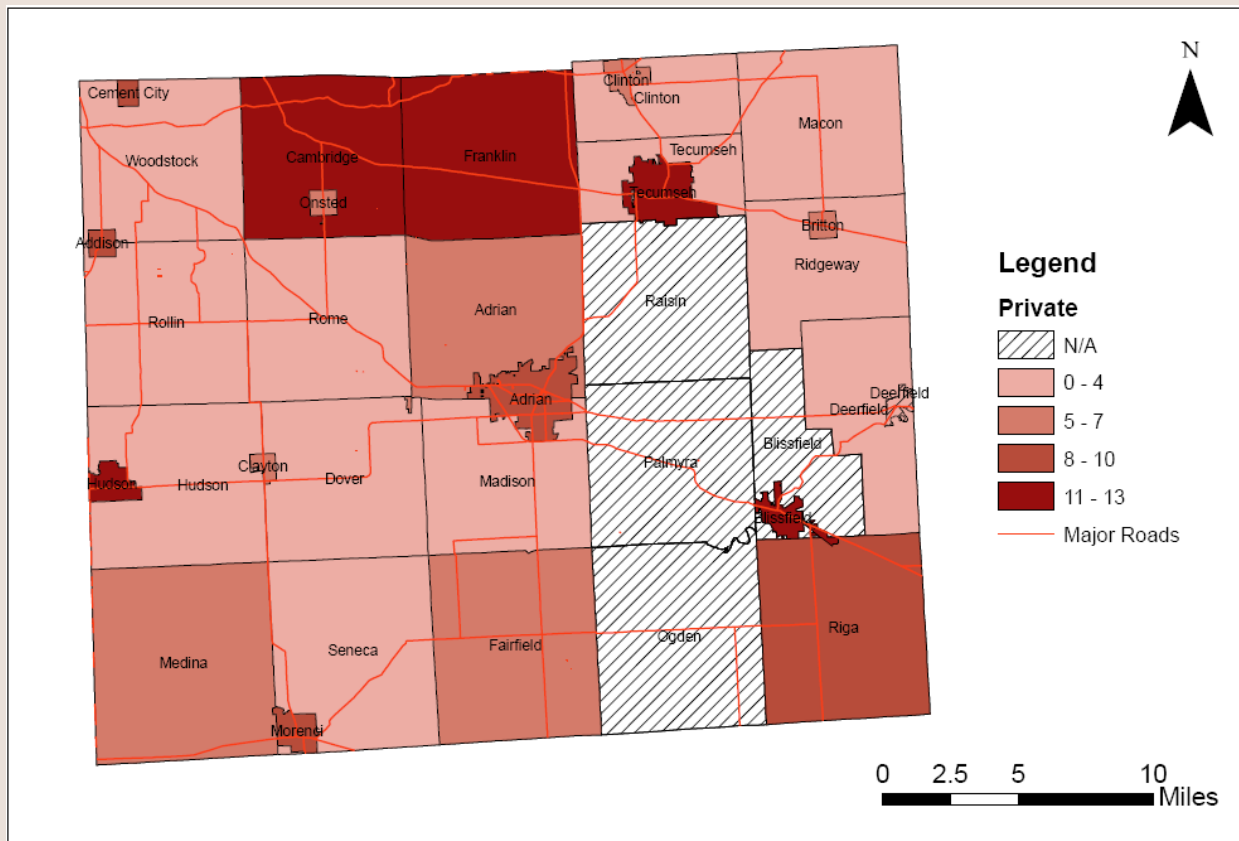 N
Cement City
Clinton
Clinton
Macon
Woodstock
Cambridge
Franklin
Tecumseh
Tecumseh
Onsted
Addison
Britton
Ridgeway
Rollin
Rome
Adrian
Raisin
Adrian
Deerfield
Deerfield
Blissfield
Hudson
Hudson
Clayton
Dover
Madison
Palmyra
Blissfield
Medina
Seneca
Fairfield
Ogden
Riga
Morenci
Legend
Private
N/A
0 - 4
5 - 7
8 - 10
11 - 13
Major Roads
0 2.5 5 10
Miles